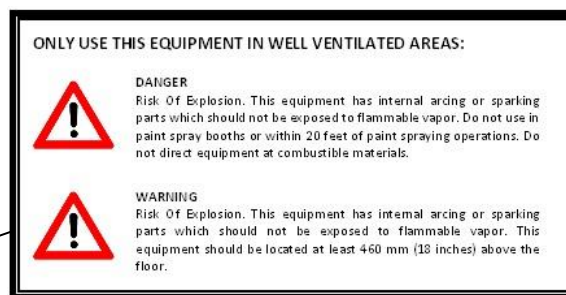 ONLY USE THIS EQUIPMENT IN WELL VENTILATED AREAS:
DANGER
Risk Of Explosion. This equipment has internal arcing or sparking
parts which should not be exposed to flammable vapor. Do not use in
paint spray booths or within 20 feet of paint spraying operations. Do
not direct equipment at combustible materials.
WARNING
Risk Of Explosion. This equipment has internal arcing or sparking
parts which should not be exposed to flammable vapor. This
equipment should be located at least 460 mm (18 inches) above the
floor.